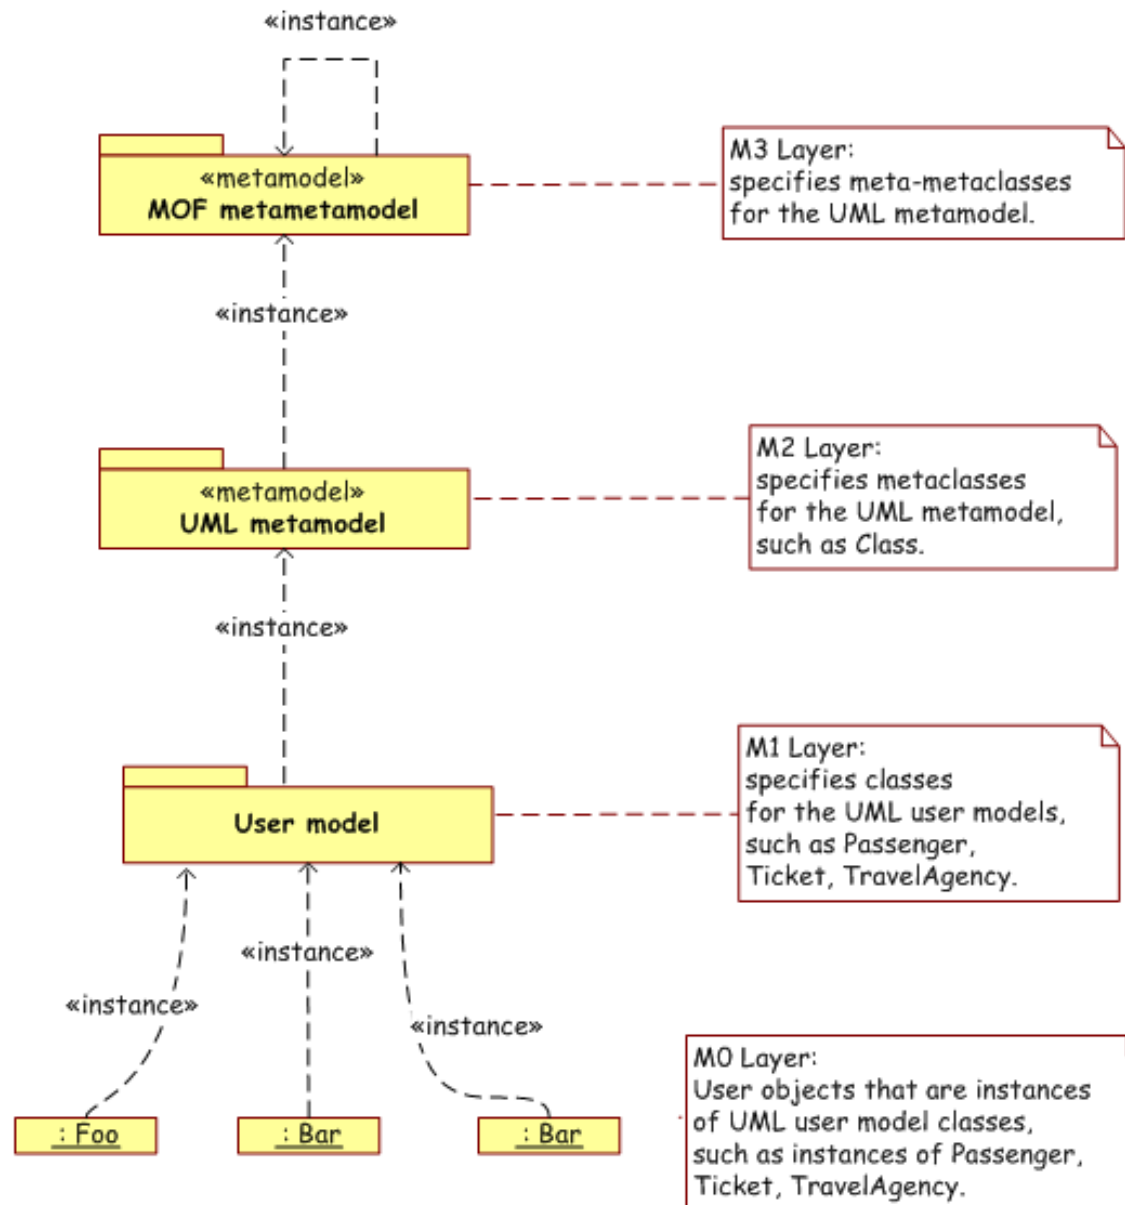 «instance»
«metamodel»
MOF metametamodel
M3 Layer:
specifies meta-metaclasses
for the UML metamodel.
«instance»
«metamodel»
UML metamodel
M2 Layer:
specifies metaclasses
for the UML metamodel,
such as Class.
«instance»
User model
M1 Layer:
specifies classes
for the UML user models,
such as Passenger,
Ticket, TravelAgency.
«instance»
«instance»
«instance»
: Foo
: Bar
: Bar
M0 Layer:
User objects that are instances
of UML user model classes,
such as instances of Passenger,
Ticket, TravelAgency.